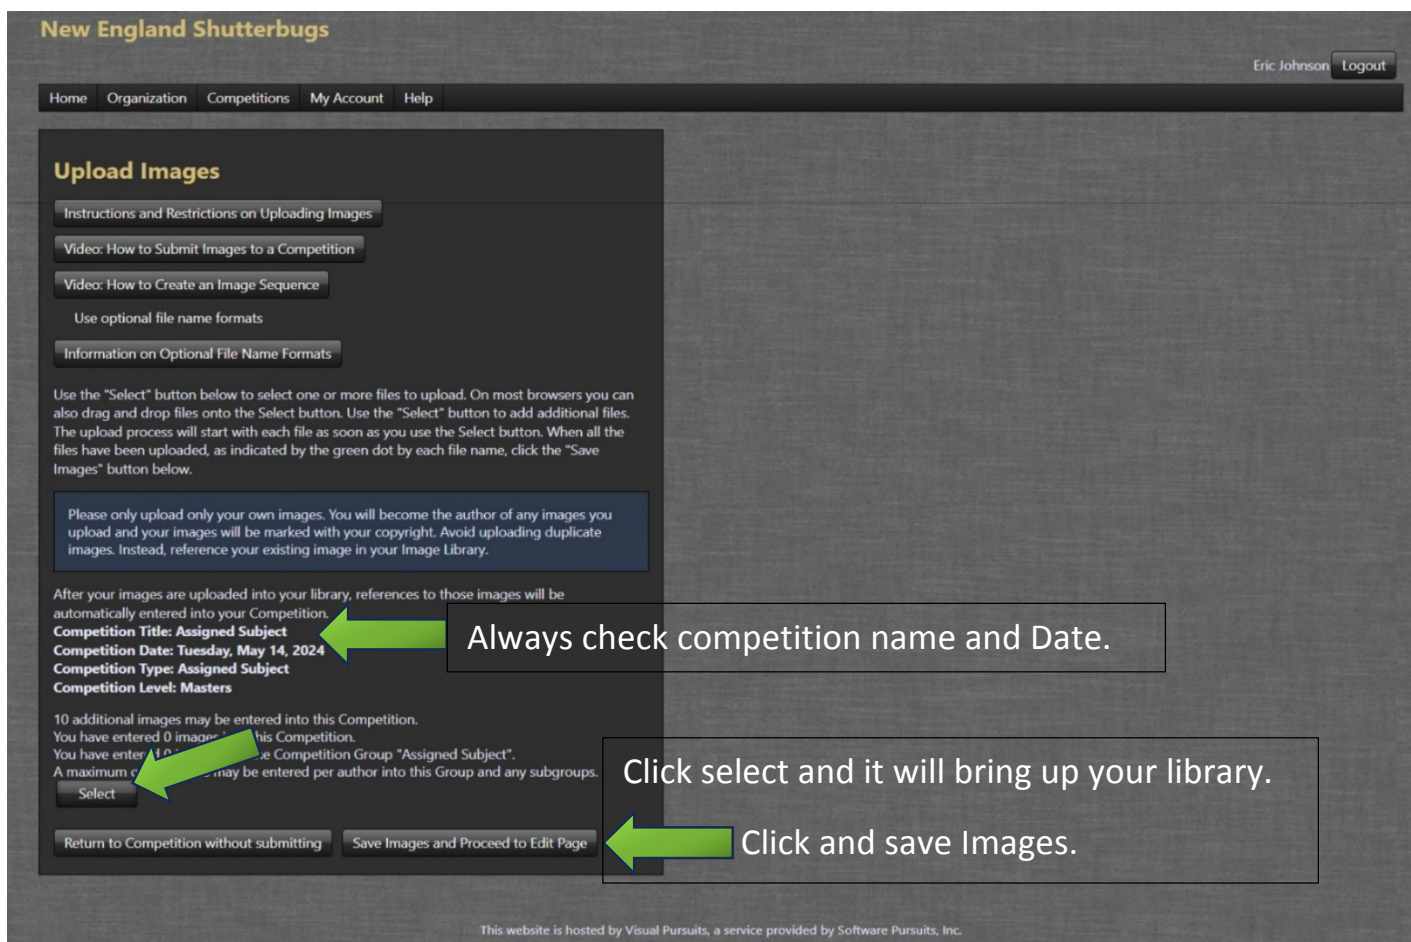 New England Shutterbugs
Eric Johnson Logout
Home Organization Competitions My Account Help
Upload Images
Instructions and Restrictions on Uploading Images
Video: How to Submit Images to a Competition
Video: How to Create an Image Sequence
Use optional file name formats
Information on Optional File Name Formats
Use the "Select" button below to select one or more files to upload. On most browsers you can
also drag and drop files onto the Select button. Use the "Select" button to add additional files.
The upload process will start with each file as soon as you use the Select button. When all the
files have been uploaded, as indicated by the green dot by each file name, click the "Save
Images" button below.
Please only upload only your own images. You will become the author of any images you
upload and your images will be marked with your copyright. Avoid uploading duplicate
images. Instead, reference your existing image in your Image Library.
After your images are uploaded into your library, references to those images will be
automatically entered into your Competition.
Competition Title: Assigned Subject
Competition Date: Tuesday, May 14, 2024
Competition Type: Assigned Subject
Competition Level: Masters
Always check competition name and Date.
10 additional images may be entered into this Competition.
You have entered 0 images this Competition.
You have entered Competition Group "Assigned Subject".
A maximum may be entered per author into this Group and any subgroups.
Select
Click select and it will bring up your library.
Return to Competition without submitting Save Images and Proceed to Edit Page
Click and save Images.
This website is hosted by Visual Pursuits, a service provided by Software Pursuits, Inc.